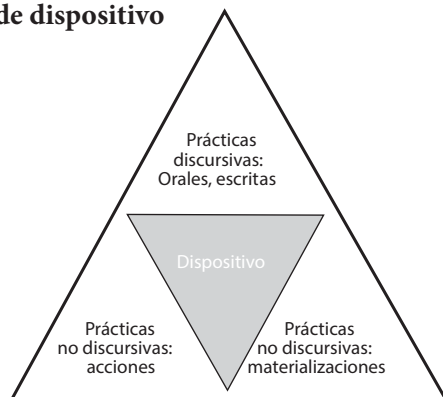 de dispositivo
Prácticas
discursivas:
Orales, escritas
Dispositivo
Prácticas
no discursivas:
acciones
Prácticas
no discursivas:
materializaciones